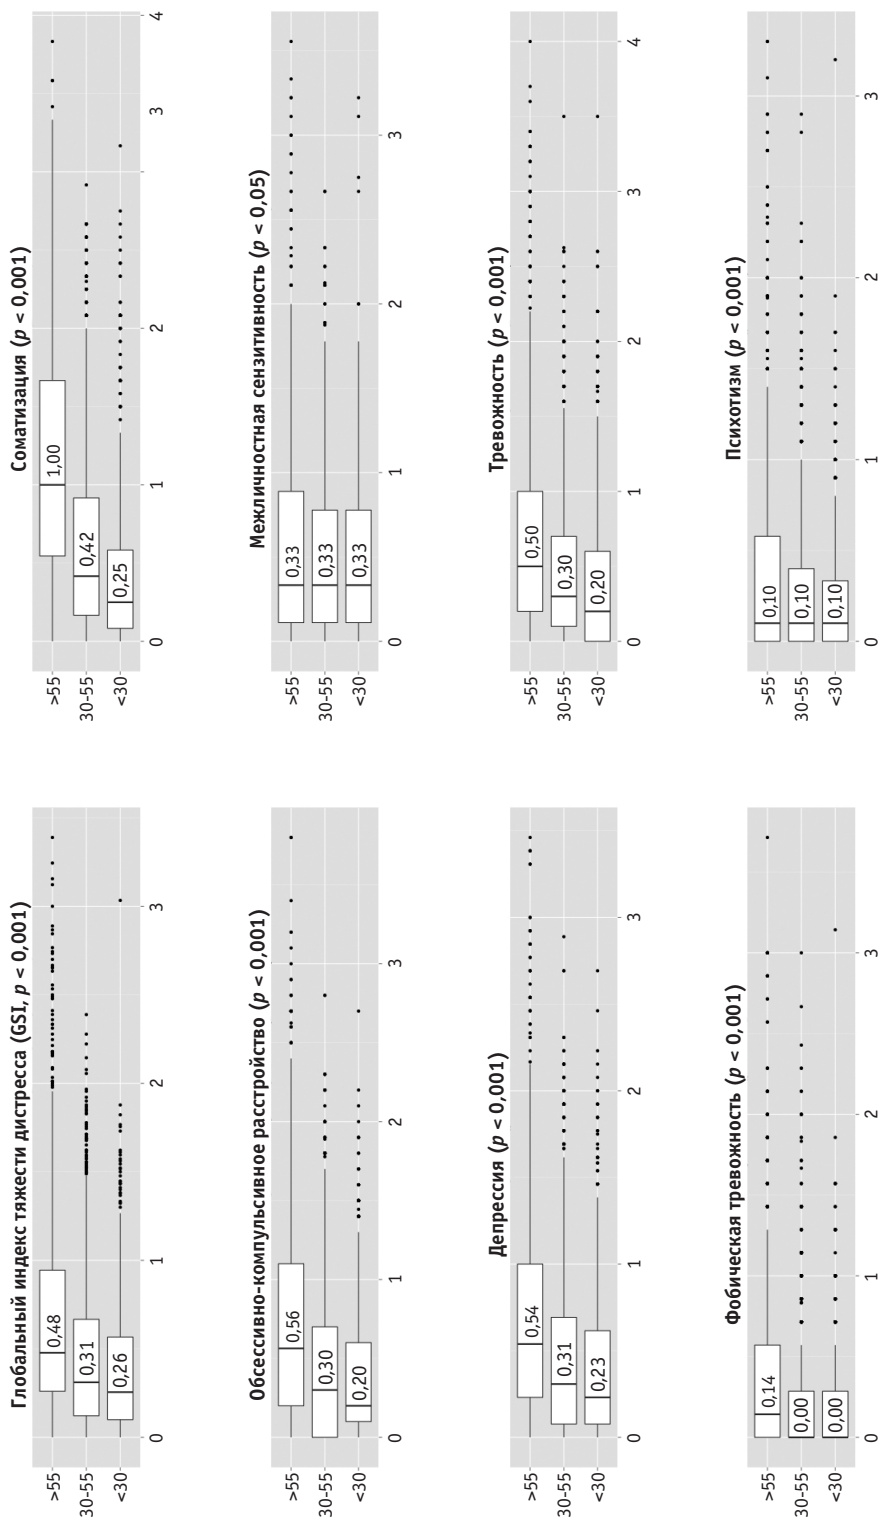 Глобальный индекс тяжести дистресса (GSI, p < 0,001)
>55 0,48
30-55 0,31
<30 0,26
0 1 2 3
Соматизация (p < 0,001)
>55 1,00
30-55 0,42
<30 0,25
0 1 2 3 4
Обсессивно-компульсивное расстройство (p < 0,001)
>55 0,56
30-55 0,30
<30 0,20
0 1 2 3
Межличностная сензитивность (p < 0,05)
>55 0,33
30-55 0,33
<30 0,33
0 1 2 3
Депрессия (p < 0,001)
>55 0,54
30-55 0,31
<30 0,23
0 1 2 3
Тревожность (p < 0,001)
>55 0,50
30-55 0,30
<30 0,20
0 1 2 3 4
Фобическая тревожность (p < 0,001)
>55 0,14
30-55 0,00
<30 0,00
0 1 2 3
Психотизм (p < 0,001)
>55 0,10
30-55 0,10
<30 0,10
0 1 2 3